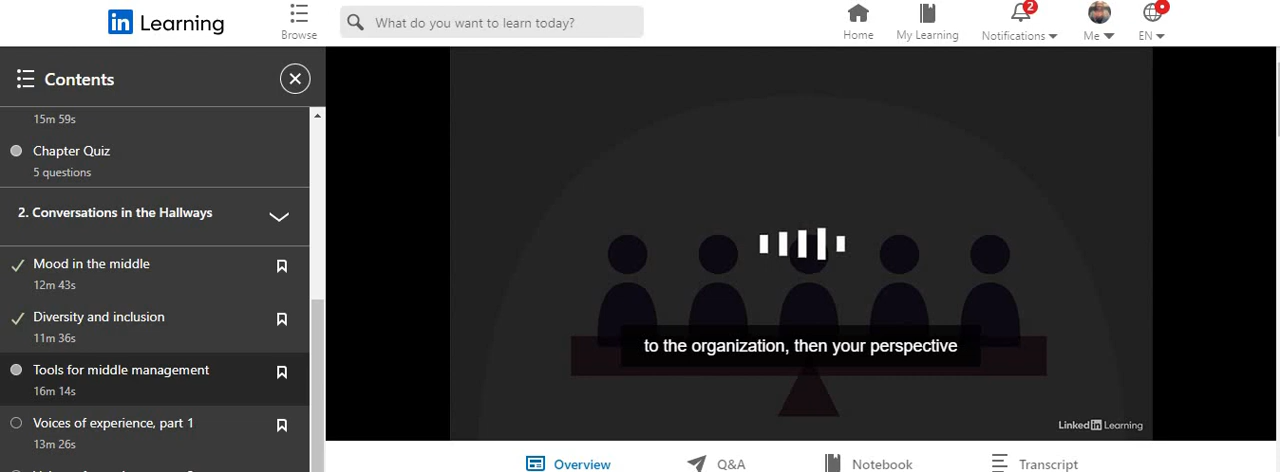 in Learning
Browse
What do you want to learn today?
Home
My Learning
2
Notifications
Me
EN
Contents
15m 59s
Chapter Quiz
5 questions
2. Conversations in the Hallways
Mood in the middle
12m 43s
Diversity and inclusion
11m 36s
Tools for middle management
16m 14s
Voices of experience, part 1
13m 26s
to the organization, then your perspective
Linked in Learning
Overview
Q&A
Notebook
Transcript